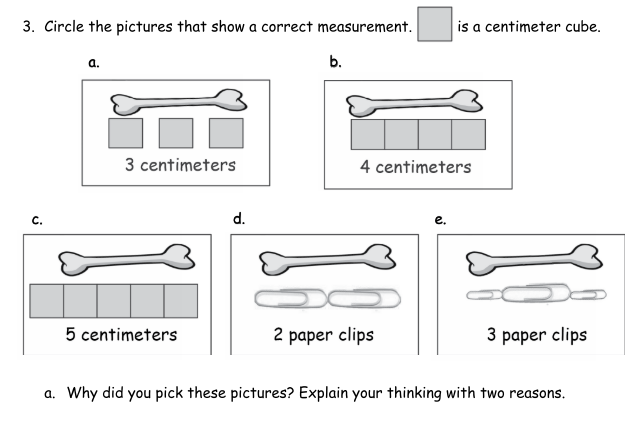 3. Circle the pictures that show a correct measurement. is a centimeter cube.
a.
b.
3 centimeters
4 centimeters
c.
d.
e.
5 centimeters
2 paper clips
3 paper clips
a. Why did you pick these pictures? Explain your thinking with two reasons.